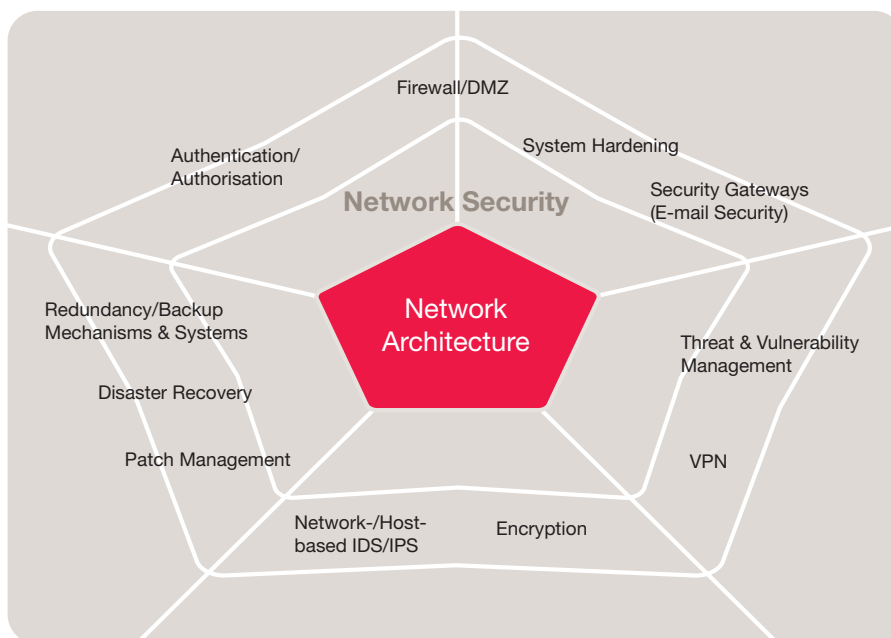 Firewall/DMZ
System Hardening
Authentication/
Authorisation
Security Gateways
(E-mail Security)
Network Security
Network
Architecture
Redundancy/Backup
Mechanisms & Systems
Threat & Vulnerability
Management
Disaster Recovery
Patch Management
VPN
Network-/Host-
based IDS/IPS
Encryption